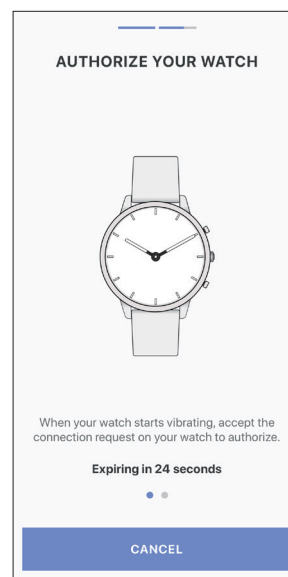 AUTHORIZE YOUR WATCH
When your watch starts vibrating, accept the
connection request on your watch to authorize.
Expiring in 24 seconds
CANCEL